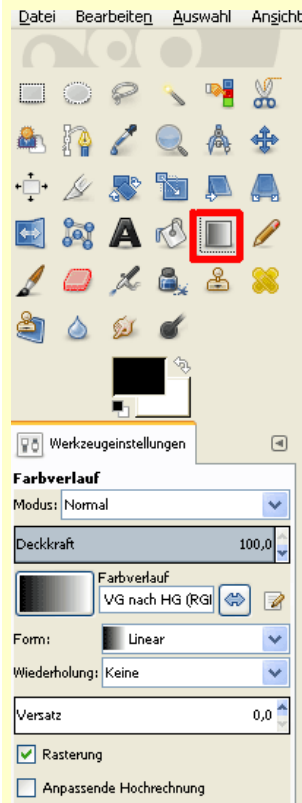 Datei Bearbeiten Auswahl Ansicht
Werkzeugeinstellungen
Farbverlauf
Modus: Normal
Deckkraft 100,0
Farbverlauf
VG nach HG (RGI
Form: Linear
Wiederholung: Keine
Versatz 0,0
Rasterung
Anpassende Hochrechnung